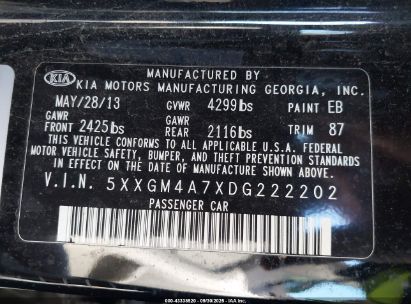 MANUFACTURED BY
KIA KIA MOTORS MANUFACTURING GEORGIA, INC.
MAY/28/13 GVWR 4299lbs PAINT EB
GAWR GAWR
FRONT 2425lbs REAR 2116lbs TRIM 87
THIS VEHICLE CONFORMS TO ALL APPLICABLE U.S.A. FEDERAL
MOTOR VEHICLE SAFETY, BUMPER, AND THEFT PREVENTION STANDARDS
IN EFFECT ON THE DATE OF MANUFACTURE SHOWN ABOVE.
V.I.N. 5XXGM4A7XDG222202
PASSENGER CAR